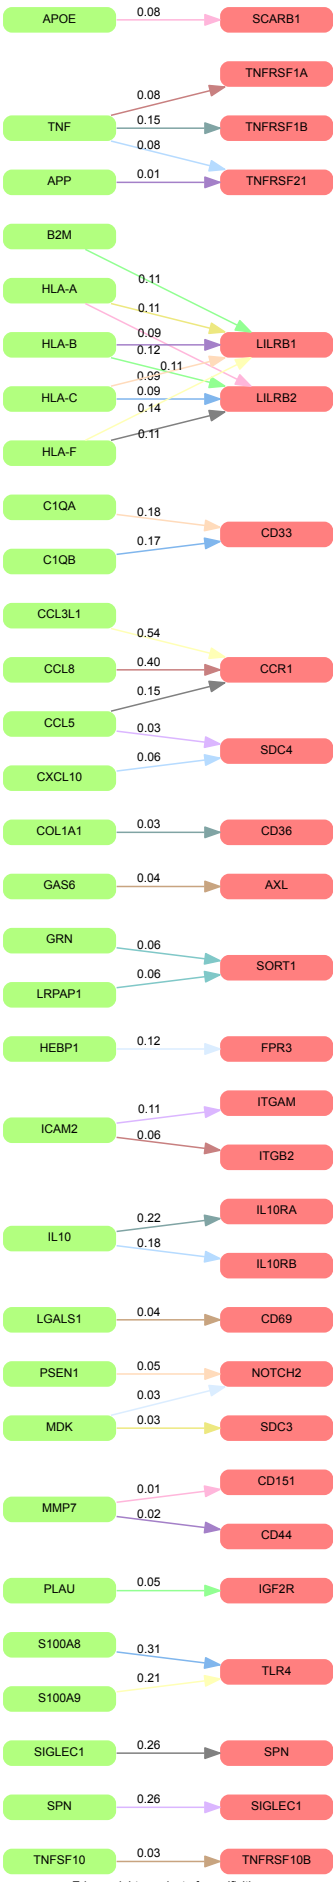 APOE 0.08 SCARB1
TNFRSF1A
0.08
TNF 0.15 TNFRSF1B
0.08
APP 0.01 TNFRSF21
B2M
0.11
HLA-A
0.11
HLA-B 0.09 LILRB1
0.12
0.11
0.09
HLA-C 0.09 LILRB2
0.14
0.11
HLA-F
C1QA
0.18
CD33
0.17
C1QB
CCL3L1
0.54
CCL8 0.40 CCR1
0.15
CCL5
0.03
SDC4
0.06
CXCL10
COL1A1 0.03 CD36
GAS6 0.04 AXL
GRN
0.06
SORT1
0.06
LRPAP1
HEBP1 0.12 FPR3
ITGAM
0.11
ICAM2
0.06
ITGB2
IL10RA
0.22
IL10
0.18
IL10RB
LGALS1 0.04 CD69
PSEN1 0.05 NOTCH2
0.03
MDK 0.03 SDC3
CD151
0.01
MMP7
0.02
CD44
PLAU 0.05 IGF2R
S100A8
0.31
TLR4
0.21
S100A9
SIGLEC1 0.26 SPN
SPN 0.26 SIGLEC1
TNFSF10 0.03 TNFRSF10B